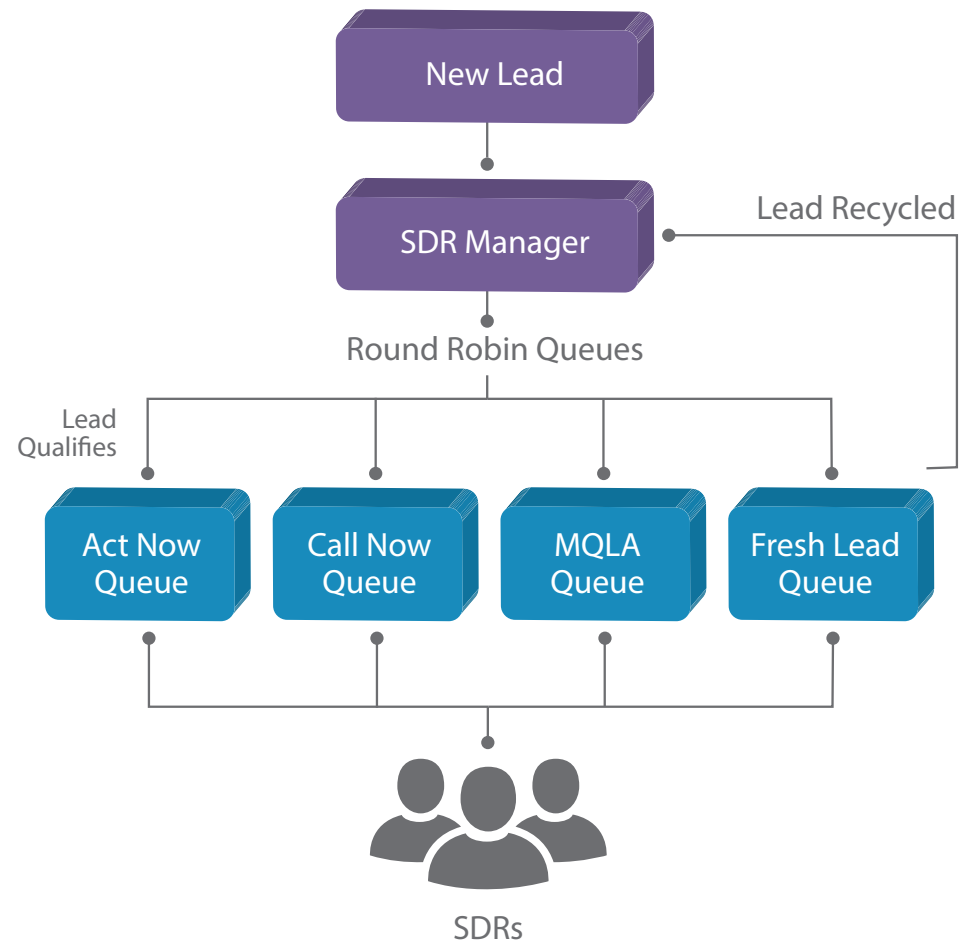 New Lead
SDR Manager
Lead Recycled
Round Robin Queues
Lead
Qualifies
Act Now
Queue
Call Now
Queue
MQLA
Queue
Fresh Lead
Queue
SDRs